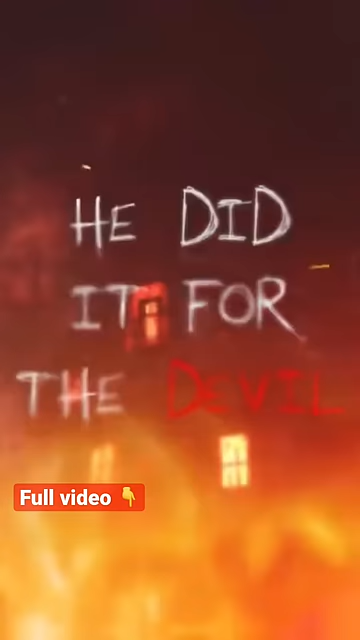 HE DID
IT FOR
THE DEVIL
Full video 👇